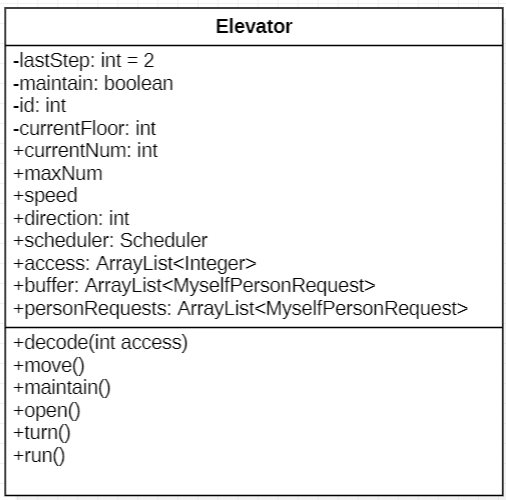 Elevator
-lastStep: int = 2
-maintain: boolean
-id: int
-currentFloor: int
+currentNum: int
+maxNum
+speed
+direction: int
+scheduler: Scheduler
+access: ArrayList<Integer>
+buffer: ArrayList<MyselfPersonRequest>
+personRequests: ArrayList<MyselfPersonRequest>
+decode(int access)
+move()
+maintain()
+open()
+turn()
+run()